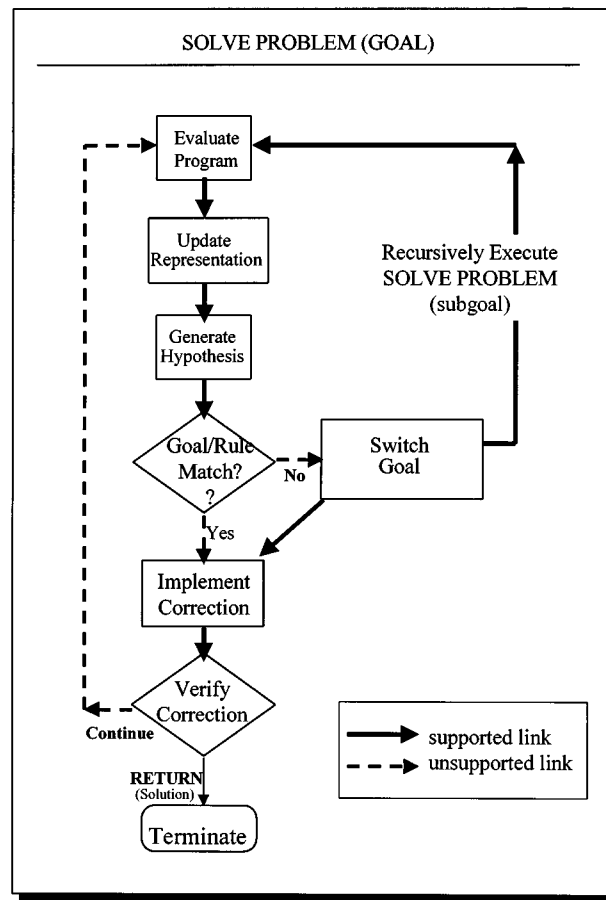 SOLVE PROBLEM (GOAL)
Evaluate
Program
Update
Representation
Recursively Execute
SOLVE PROBLEM
(subgoal)
Generate
Hypothesis
Goal/Rule
Match?
?
No
Switch
Goal
Yes
Implement
Correction
Verify
Correction
Continue
supported link
unsupported link
RETURN
(Solution)
Terminate